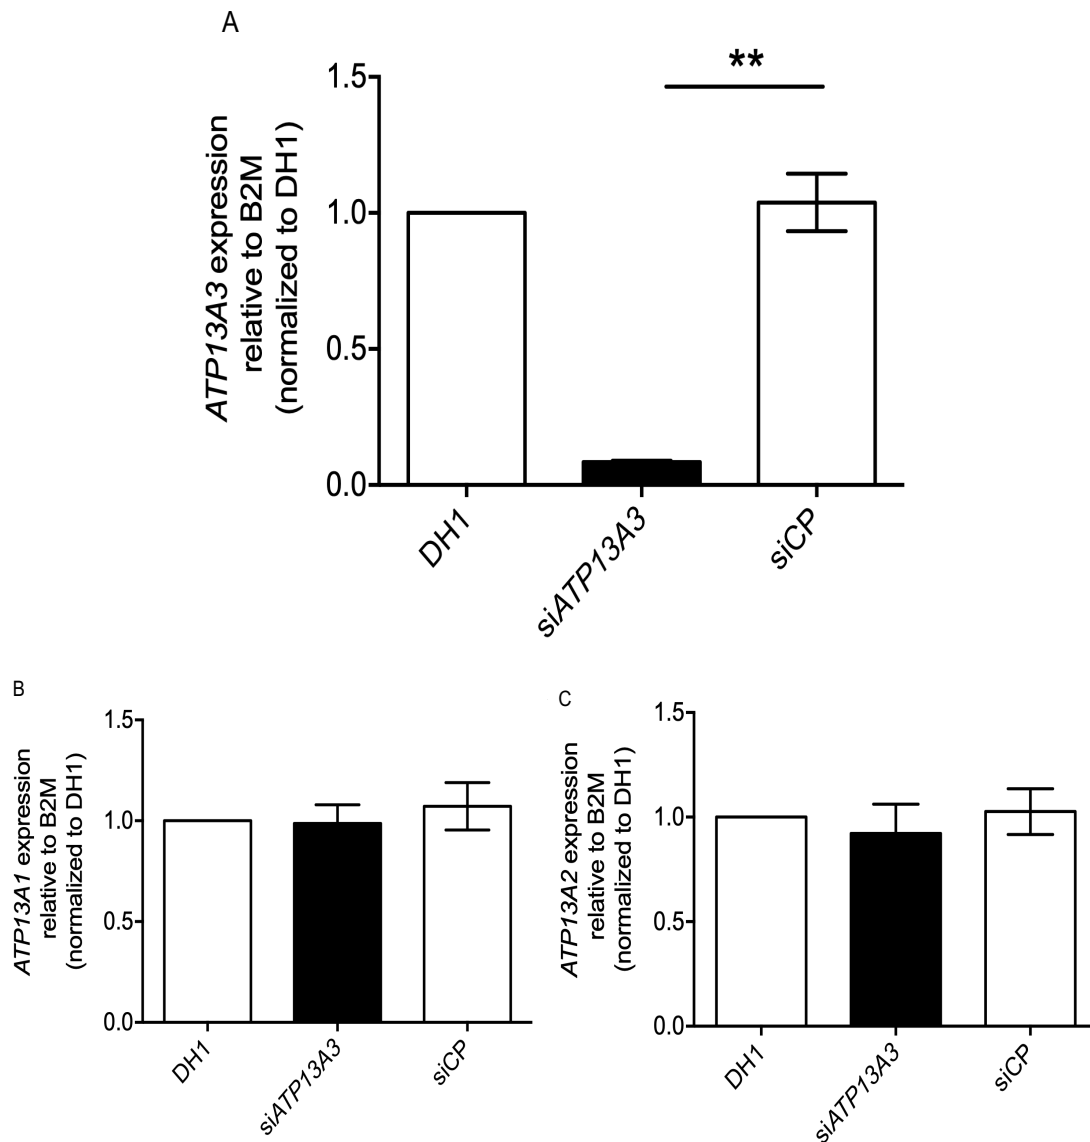 A
**
1.5
1.0
0.5
0.0
ATP13A3 expression
relative to B2M
(normalized to DH1)
DH1
siATP13A3
siCP
B
1.5
1.0
0.5
0.0
ATP13A1 expression
relative to B2M
(normalized to DH1)
DH1
siATP13A3
siCP
C
1.5
1.0
0.5
0.0
ATP13A2 expression
relative to B2M
(normalized to DH1)
DH1
siATP13A3
siCP